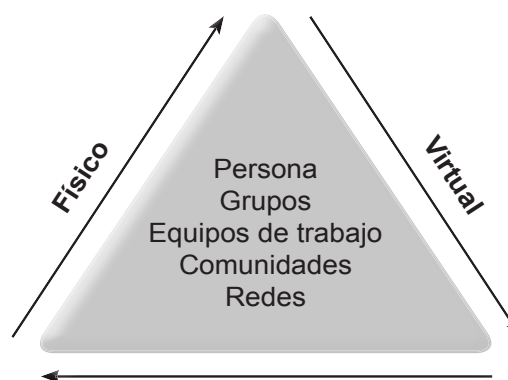 Físico
Virtual
Persona
Grupos
Equipos de trabajo
Comunidades
Redes